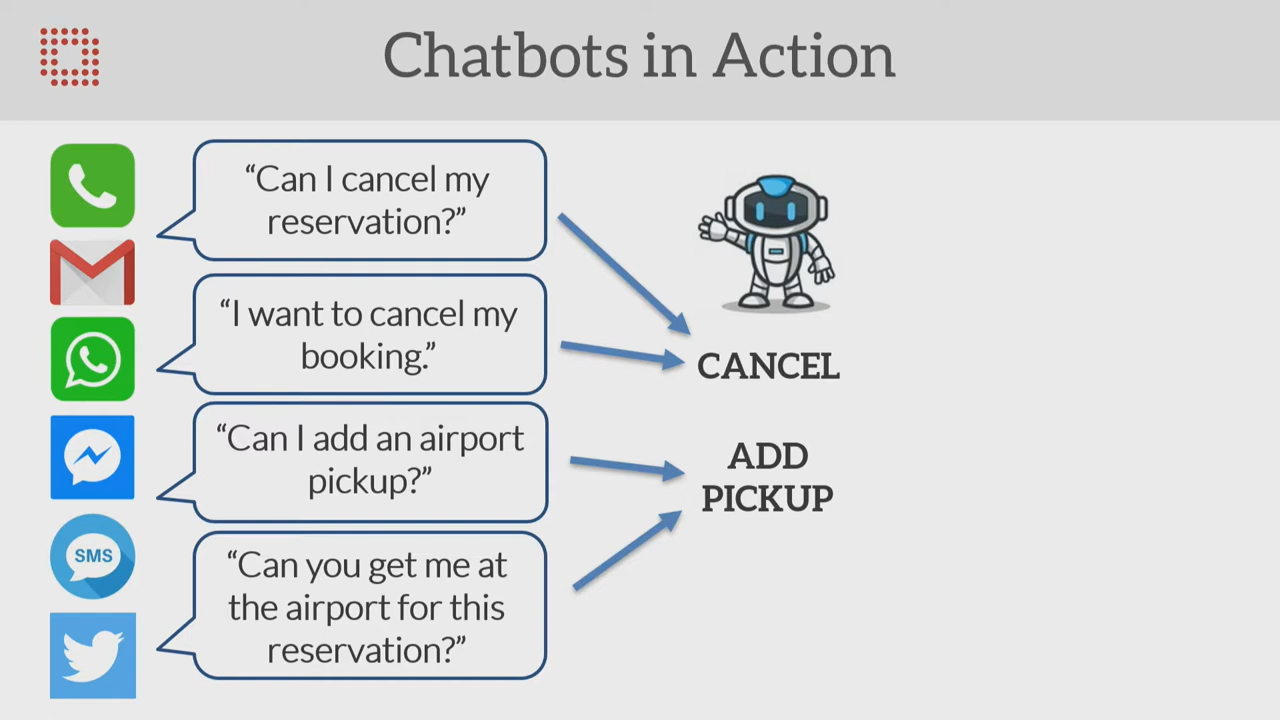 Chatbots in Action
“Can I cancel my
reservation?”
“I want to cancel my
booking.”
CANCEL
“Can I add an airport
pickup?”
ADD
PICKUP
SMS
“Can you get me at
the airport for this
reservation?”